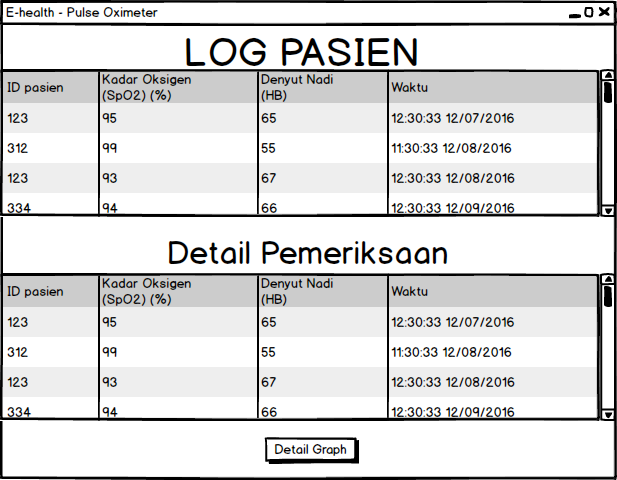 E-health - Pulse Oximeter
LOG PASIEN
ID pasien Kadar Oksigen (SpO2) (%) Denyut Nadi (HB) Waktu
123 95 65 12:30:33 12/07/2016
312 99 55 11:30:33 12/08/2016
123 93 67 12:30:33 12/08/2016
334 94 66 12:30:33 12/09/2016
Detail Pemeriksaan
ID pasien Kadar Oksigen (SpO2) (%) Denyut Nadi (HB) Waktu
123 95 65 12:30:33 12/07/2016
312 99 55 11:30:33 12/08/2016
123 93 67 12:30:33 12/08/2016
334 94 66 12:30:33 12/09/2016
Detail Graph